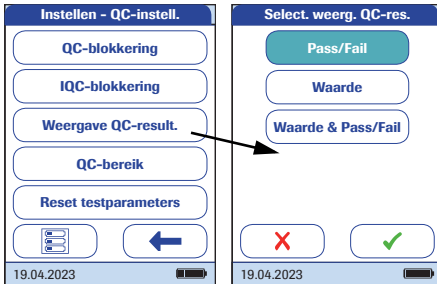 Instellen - QC-instell.
QC-blokkering
IQC-blokkering
Weergave QC-result.
QC-bereik
Reset testparameters
19.04.2023
Select. weerg. QC-res.
Pass/Fail
Waarde
Waarde & Pass/Fail
19.04.2023